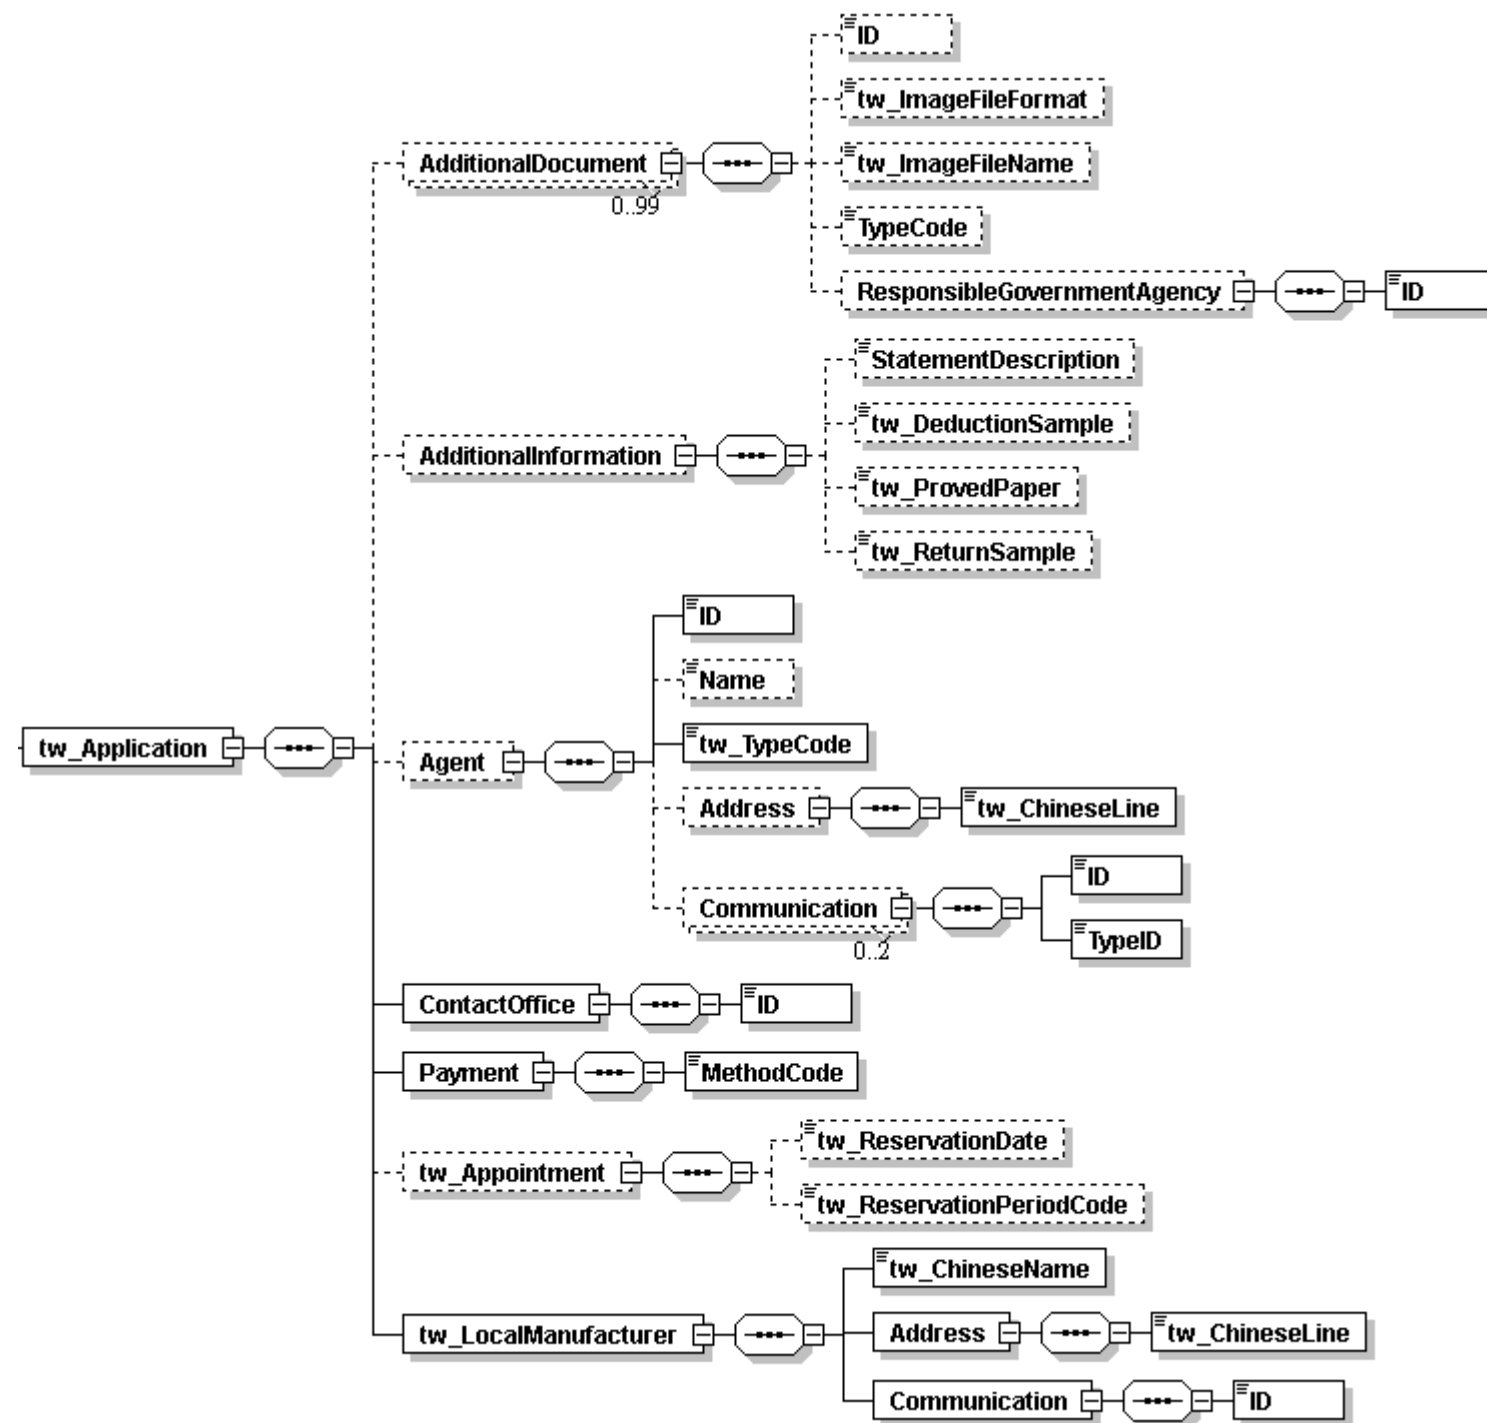 ID
tw_ImageFileFormat
AdditionalDocument
tw_ImageFileName
0..99
TypeCode
ResponsibleGovernmentAgency
ID
StatementDescription
tw_DeductionSample
AdditionalInformation
tw_ProvedPaper
tw_ReturnSample
ID
Name
tw_Application
Agent
tw_TypeCode
Address
tw_ChineseLine
Communication
0..2
ID
TypeID
ContactOffice
ID
Payment
MethodCode
tw_Appointment
tw_ReservationDate
tw_ReservationPeriodCode
tw_LocalManufacturer
tw_ChineseName
Address
tw_ChineseLine
Communication
ID